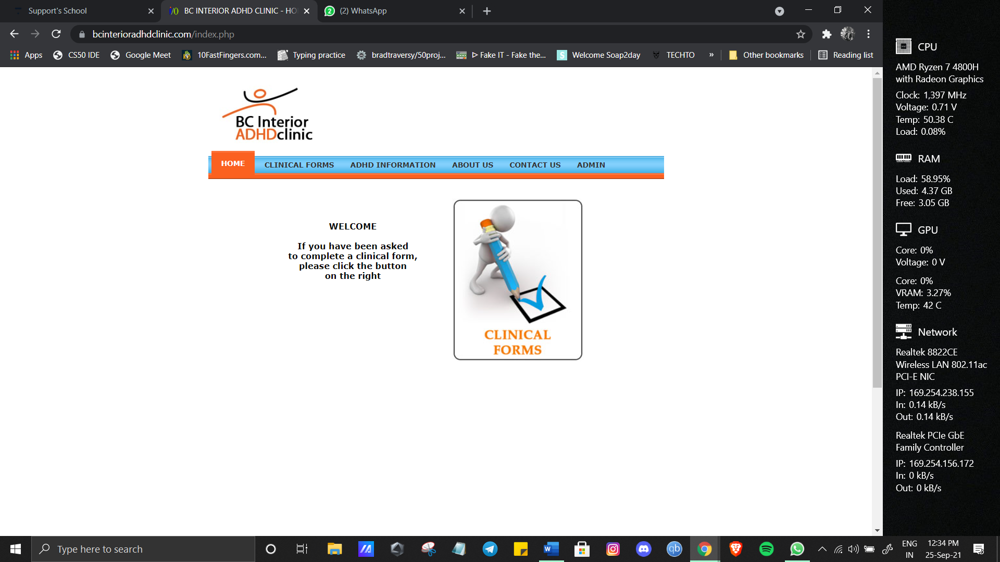 Support's School
BC INTERIOR ADHD CLINIC - HO
(2) WhatsApp
bcinterioradhdclinic.com/index.php
Apps
CS50 IDE
Google Meet
10FastFingers.com...
Typing practice
bradtraversy/50proj...
ᐅ Fake IT - Fake the...
Welcome Soap2day
TECHTO
»
Other bookmarks
Reading list
BC Interior
ADHDclinic
HOME
CLINICAL FORMS
ADHD INFORMATION
ABOUT US
CONTACT US
ADMIN
WELCOME
If you have been asked
to complete a clinical form,
please click the button
on the right
CLINICAL
FORMS
CPU
AMD Ryzen 7 4800H
with Radeon Graphics
Clock: 1,397 MHz
Voltage: 0.71 V
Temp: 50.38 C
Load: 0.08%
RAM
Load: 58.95%
Used: 4.37 GB
Free: 3.05 GB
GPU
Core: 0%
Voltage: 0 V
Core: 0%
VRAM: 3.27%
Temp: 42 C
Network
Realtek 8822CE
Wireless LAN 802.11ac
PCI-E NIC
IP: 169.254.238.155
In: 0.14 kB/s
Out: 0.14 kB/s
Realtek PCIe GbE
Family Controller
IP: 169.254.156.172
In: 0 kB/s
Out: 0 kB/s
Type here to search
ENG
IN
12:34 PM
25-Sep-21